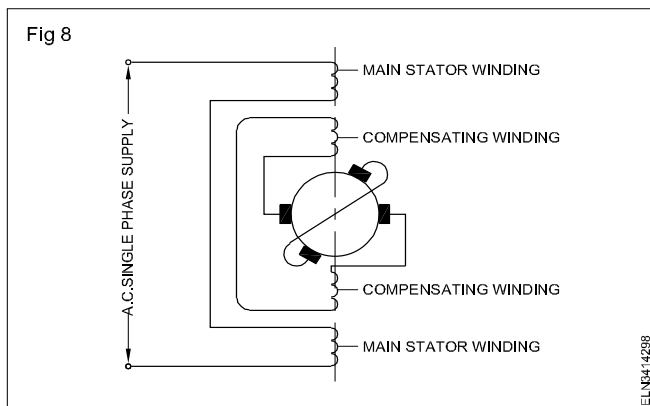 Fig 8
MAIN STATOR WINDING
COMPENSATING WINDING
A.C.SINGLE PHASE SUPPLY
COMPENSATING WINDING
MAIN STATOR WINDING
ELN3414298